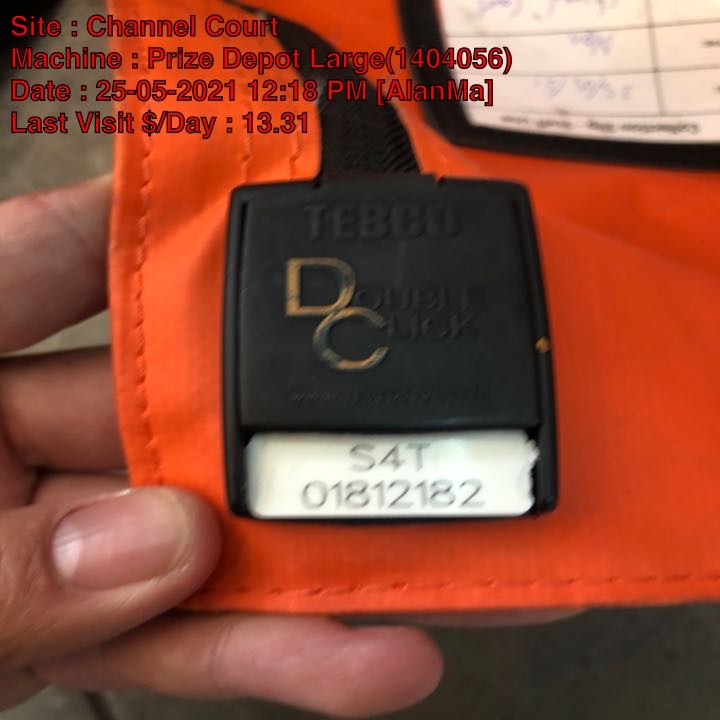 Site : Channel Court
Machine : Prize Depot Large(1404056)
Date : 25-05-2021 12:18 PM [AlanMa]
Last Visit $/Day : 13.31
TEBCO
DOUBLE
CLICK
S4T
01812182